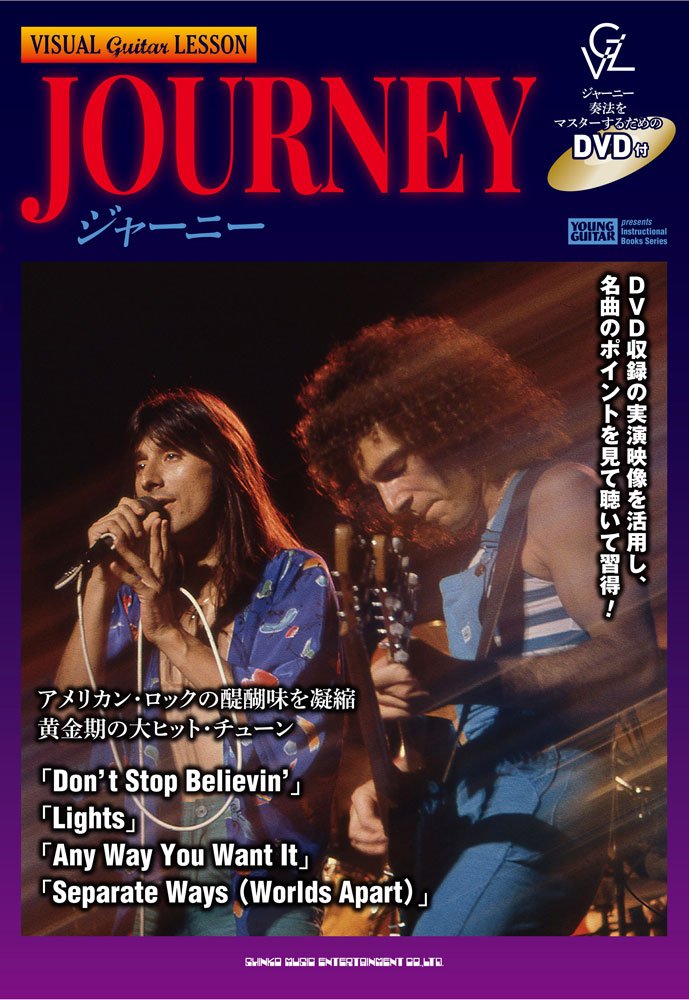 VISUAL Guitar LESSON
JOURNEY
ジャーニー
GVL
ジャーニー
奏法を
マスターするための
DVD付
YOUNG GUITAR
presents
Instructional
Books Series
DVD収録の実演映像を活用し、
名曲のポイントを見て聴いて習得！
アメリカン・ロックの醍醐味を凝縮
黄金期の大ヒット・チューン
「Don't Stop Believin'」
「Lights」
「Any Way You Want It」
「Separate Ways (Worlds Apart)」
SHINKO MUSIC ENTERTAINMENT CO.,LTD.